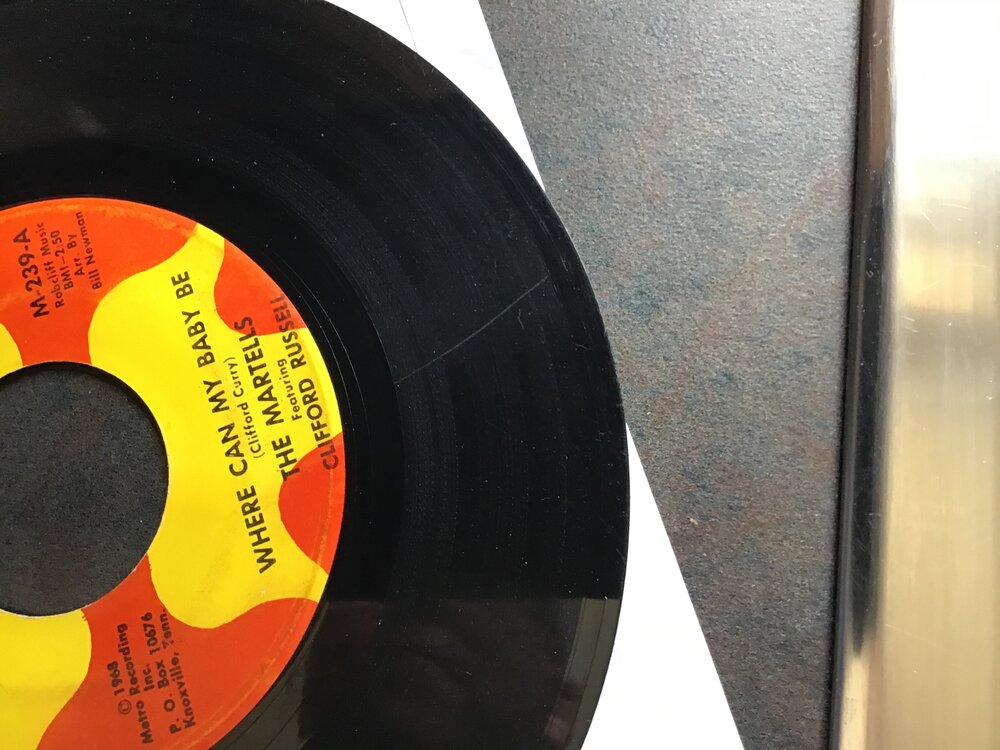 M-239-A
Robcliff Music
BMI-2:50
Arr. By
Bill Newman
WHERE CAN MY BABY BE
(Clifford Curry)
THE MARTELLS
Featuring
CLIFFORD RUSSELL
© 1968
Metro Recording
Inc.
P. O. Box 10676
Knoxville, Tenn.